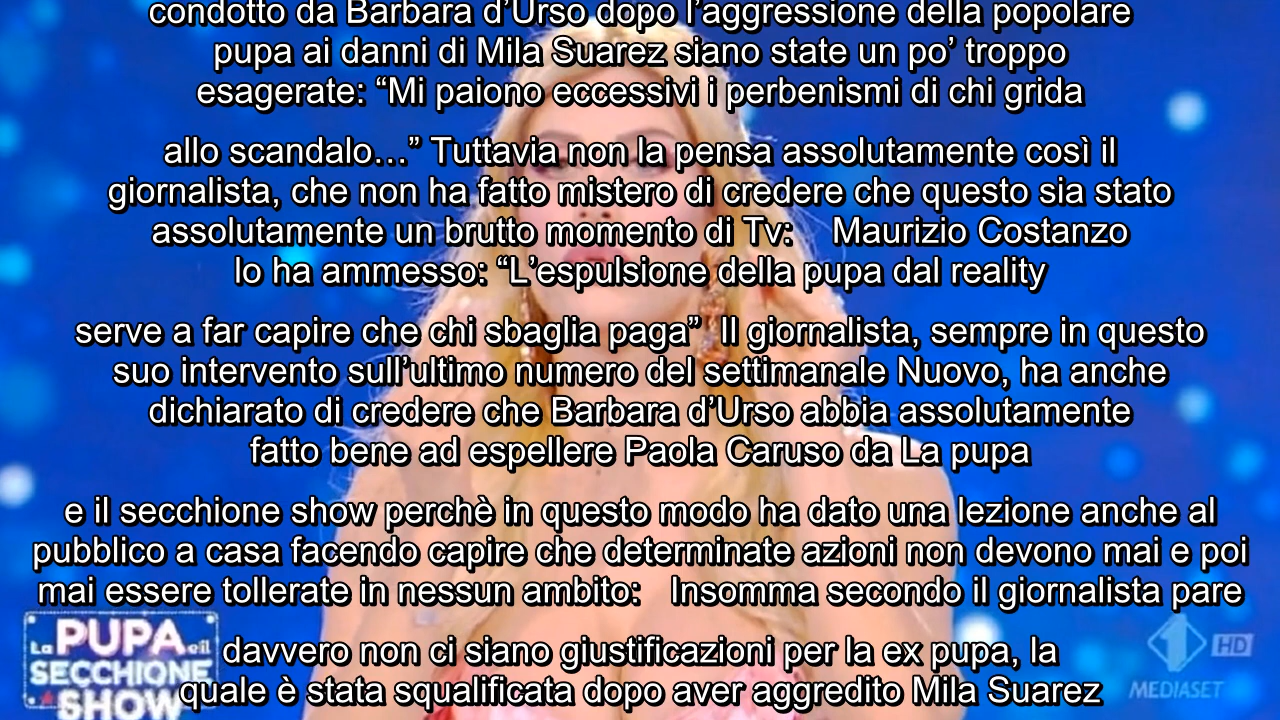 condotto da Barbara d’Urso dopo l’aggressione della popolare
pupa ai danni di Mila Suarez siano state un po’ troppo
esagerate: “Mi paiono eccessivi i perbenismi di chi grida
allo scandalo…” Tuttavia non la pensa assolutamente così il
giornalista, che non ha fatto mistero di credere che questo sia stato
assolutamente un brutto momento di Tv:    Maurizio Costanzo
lo ha ammesso: “L’espulsione della pupa dal reality
serve a far capire che chi sbaglia paga”  Il giornalista, sempre in questo
suo intervento sull’ultimo numero del settimanale Nuovo, ha anche
dichiarato di credere che Barbara d’Urso abbia assolutamente
fatto bene ad espellere Paola Caruso da La pupa
e il secchione show perchè in questo modo ha dato una lezione anche al
pubblico a casa facendo capire che determinate azioni non devono mai e poi
mai essere tollerate in nessun ambito:   Insomma secondo il giornalista pare
davvero non ci siano giustificazioni per la ex pupa, la
quale è stata squalificata dopo aver aggredito Mila Suarez
La PUPA e il
SECCHIONE
SHOW
1 HD
MEDIASET